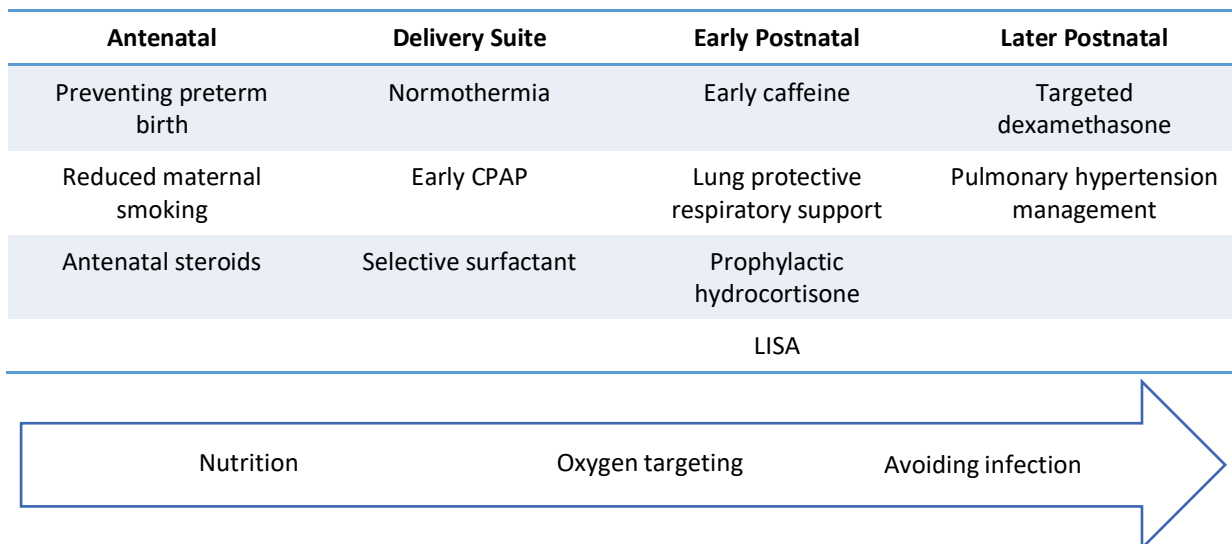 Antenatal Delivery Suite Early Postnatal Later Postnatal
Preventing preterm Normothermia Early caffeine Targeted
birth dexamethasone
Reduced maternal Early CPAP Lung protective Pulmonary hypertension
smoking respiratory support management
Antenatal steroids Selective surfactant Prophylactic
hydrocortisone
LISA
Nutrition Oxygen targeting Avoiding infection